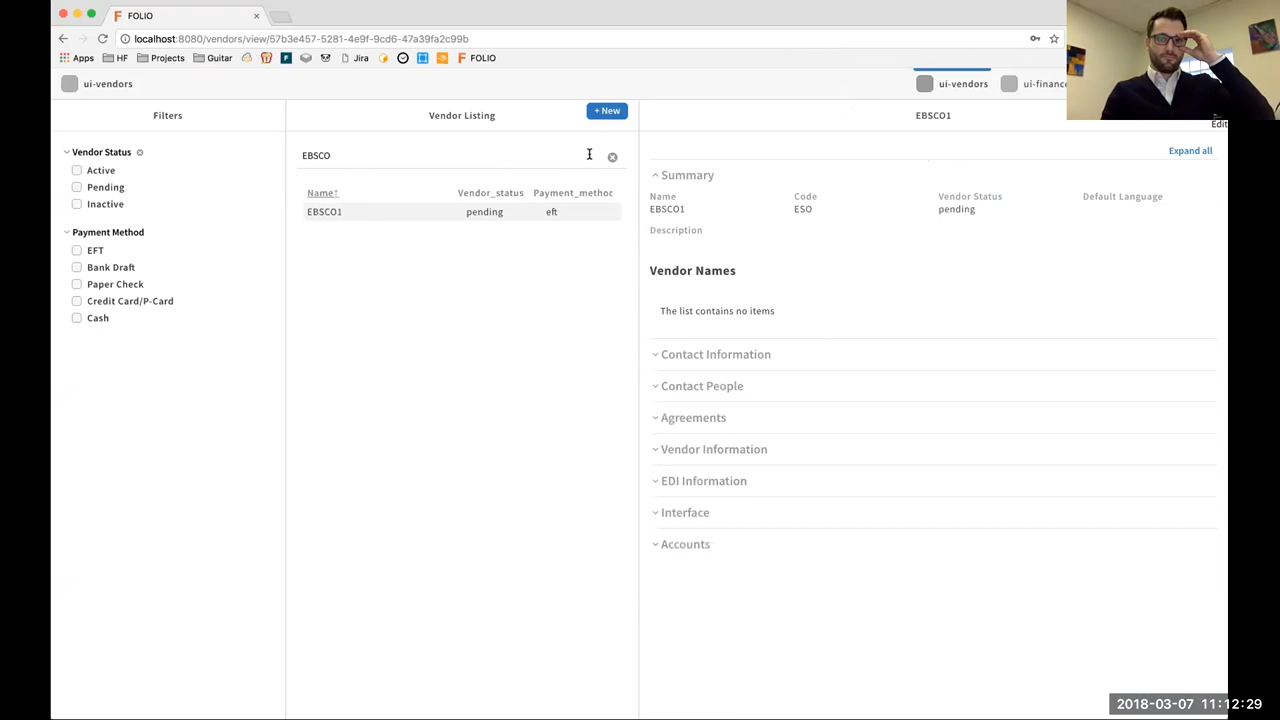 FOLIO
localhost:8080/vendors/view/57b3e457-5281-4e9f-9cd6-47a39fa2c99b
Apps HF Projects Guitar Jira FOLIO
ui-vendors ui-vendors ui-finance
Filters Vendor Listing + New EBSCO1
Edit
Vendor Status
Active
Pending
Inactive
Payment Method
EFT
Bank Draft
Paper Check
Credit Card/P-Card
Cash
EBSCO
Name↑ Vendor_status Payment_methoc
EBSCO1 pending eft
Expand all
Summary
Name Code Vendor Status Default Language
EBSCO1 ESO pending
Description
Vendor Names
The list contains no items
Contact Information
Contact People
Agreements
Vendor Information
EDI Information
Interface
Accounts
2018-03-07 11:12:29